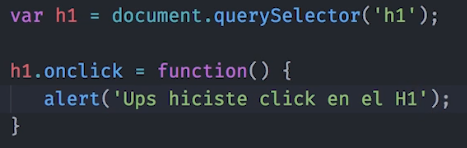 var h1 = document.querySelector('h1');
h1.onclick = function() {
alert('Ups hiciste click en el H1');
}